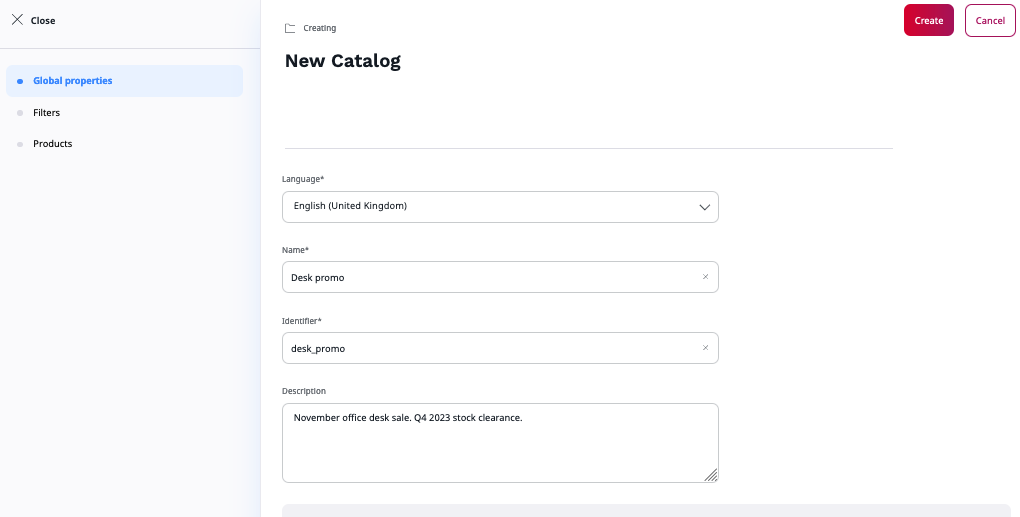 Close
Global properties
Filters
Products
Creating
New Catalog
Create
Cancel
Language*
English (United Kingdom)
Name*
Desk promo
Identifier*
desk_promo
Description
November office desk sale. Q4 2023 stock clearance.